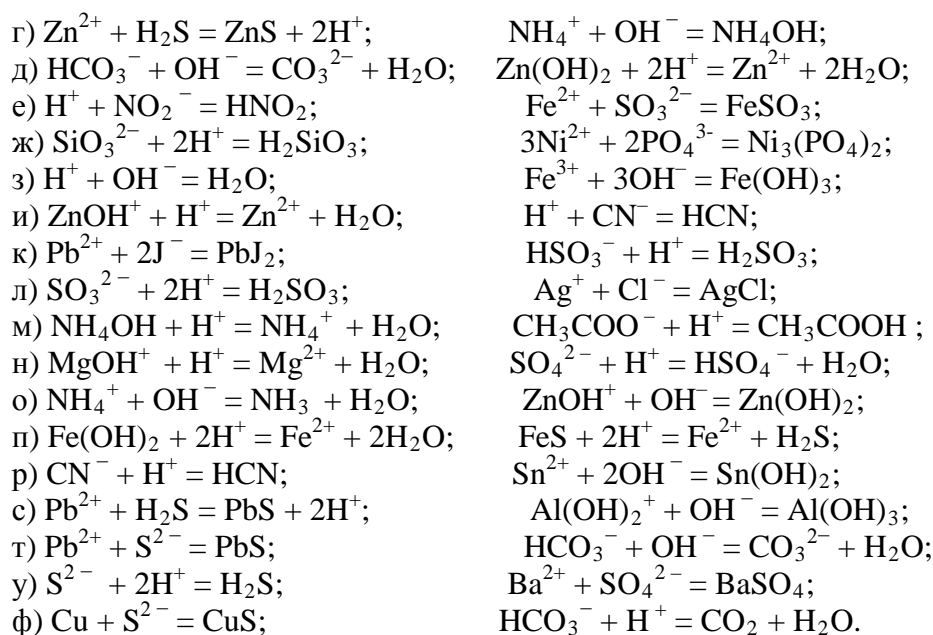 г) Zn²⁺ + H₂S = ZnS + 2H⁺; NH₄⁺ + OH⁻ = NH₄OH;
д) HCO₃⁻ + OH⁻ = CO₃²⁻ + H₂O; Zn(OH)₂ + 2H⁺ = Zn²⁺ + 2H₂O;
е) H⁺ + NO₂⁻ = HNO₂; Fe²⁺ + SO₃²⁻ = FeSO₃;
ж) SiO₃²⁻ + 2H⁺ = H₂SiO₃; 3Ni²⁺ + 2PO₄³⁻ = Ni₃(PO₄)₂;
з) H⁺ + OH⁻ = H₂O; Fe³⁺ + 3OH⁻ = Fe(OH)₃;
и) ZnOH⁺ + H⁺ = Zn²⁺ + H₂O; H⁺ + CN⁻ = HCN;
к) Pb²⁺ + 2J⁻ = PbJ₂; HSO₃⁻ + H⁺ = H₂SO₃;
л) SO₃²⁻ + 2H⁺ = H₂SO₃; Ag⁺ + Cl⁻ = AgCl;
м) NH₄OH + H⁺ = NH₄⁺ + H₂O; CH₃COO⁻ + H⁺ = CH₃COOH ;
н) MgOH⁺ + H⁺ = Mg²⁺ + H₂O; SO₄²⁻ + H⁺ = HSO₄⁻ + H₂O;
о) NH₄⁺ + OH⁻ = NH₃ + H₂O; ZnOH⁺ + OH⁻ = Zn(OH)₂;
п) Fe(OH)₂ + 2H⁺ = Fe²⁺ + 2H₂O; FeS + 2H⁺ = Fe²⁺ + H₂S;
р) CN⁻ + H⁺ = HCN; Sn²⁺ + 2OH⁻ = Sn(OH)₂;
с) Pb²⁺ + H₂S = PbS + 2H⁺; Al(OH)₂⁺ + OH⁻ = Al(OH)₃;
т) Pb²⁺ + S²⁻ = PbS; HCO₃⁻ + OH⁻ = CO₃²⁻ + H₂O;
у) S²⁻ + 2H⁺ = H₂S; Ba²⁺ + SO₄²⁻ = BaSO₄;
ф) Cu + S²⁻ = CuS; HCO₃⁻ + H⁺ = CO₂ + H₂O.